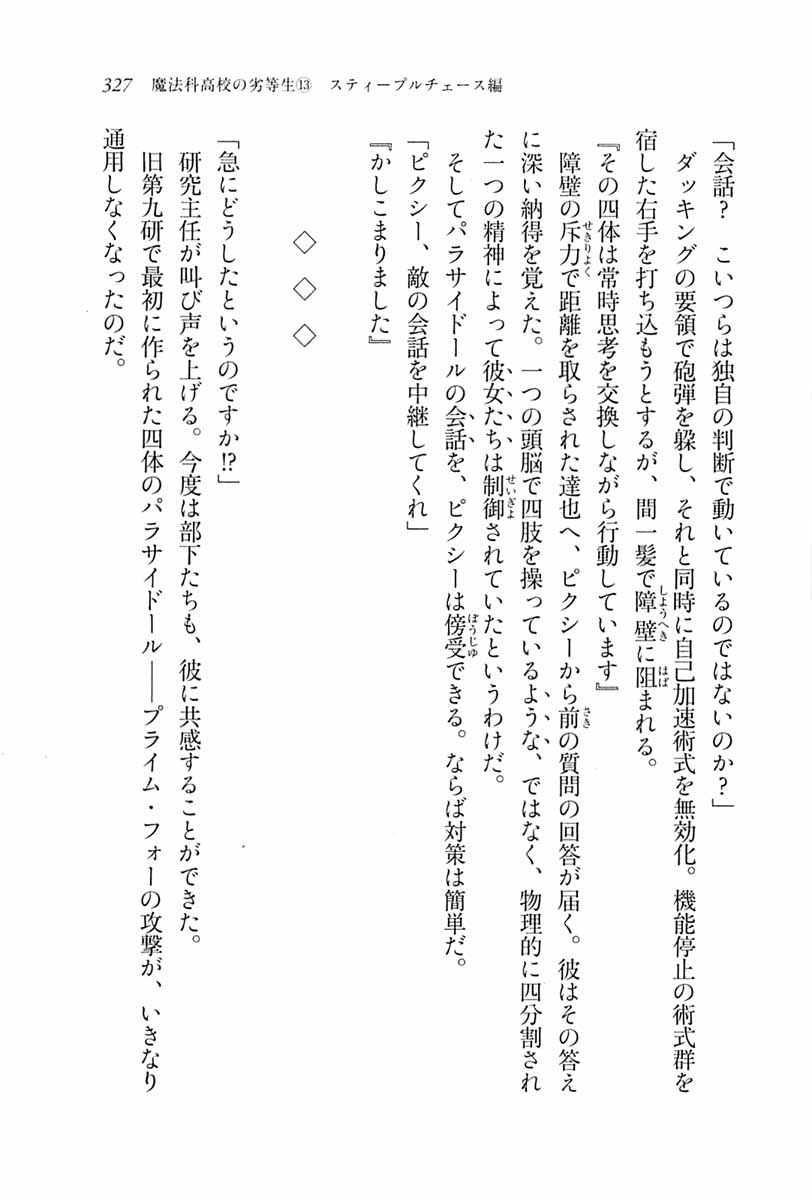 327 魔法科高校の劣等生⑬ スティープルチェース編
「会話？　こいつらは独自の判断で動いているのではないのか？」
　ダッキングの要領で砲弾を躱し、それと同時に自己加速術式を無効化。機能停止の術式群を
宿した右手を打ち込もうとするが、間一髪で障壁に阻まれる。
『その四体は常時思考を交換しながら行動しています』
　障壁の斥力で距離を取らされた達也へ、ピクシーから前の質問の回答が届く。彼はその答え
に深い納得を覚えた。一つの頭脳で四肢を操っているような、ではなく、物理的に四分割され
た一つの精神によって彼女たちは制御されていたというわけだ。
　そしてパラサイドールの会話を、ピクシーは傍受できる。ならば対策は簡単だ。
「ピクシー、敵の会話を中継してくれ」
『かしこまりました』
◇　◇　◇
「急にどうしたというのですか!?」
　研究主任が叫び声を上げる。今度は部下たちも、彼に共感することができた。
　旧第九研で最初に作られた四体のパラサイドール――プライム・フォーの攻撃が、いきなり
通用しなくなったのだ。